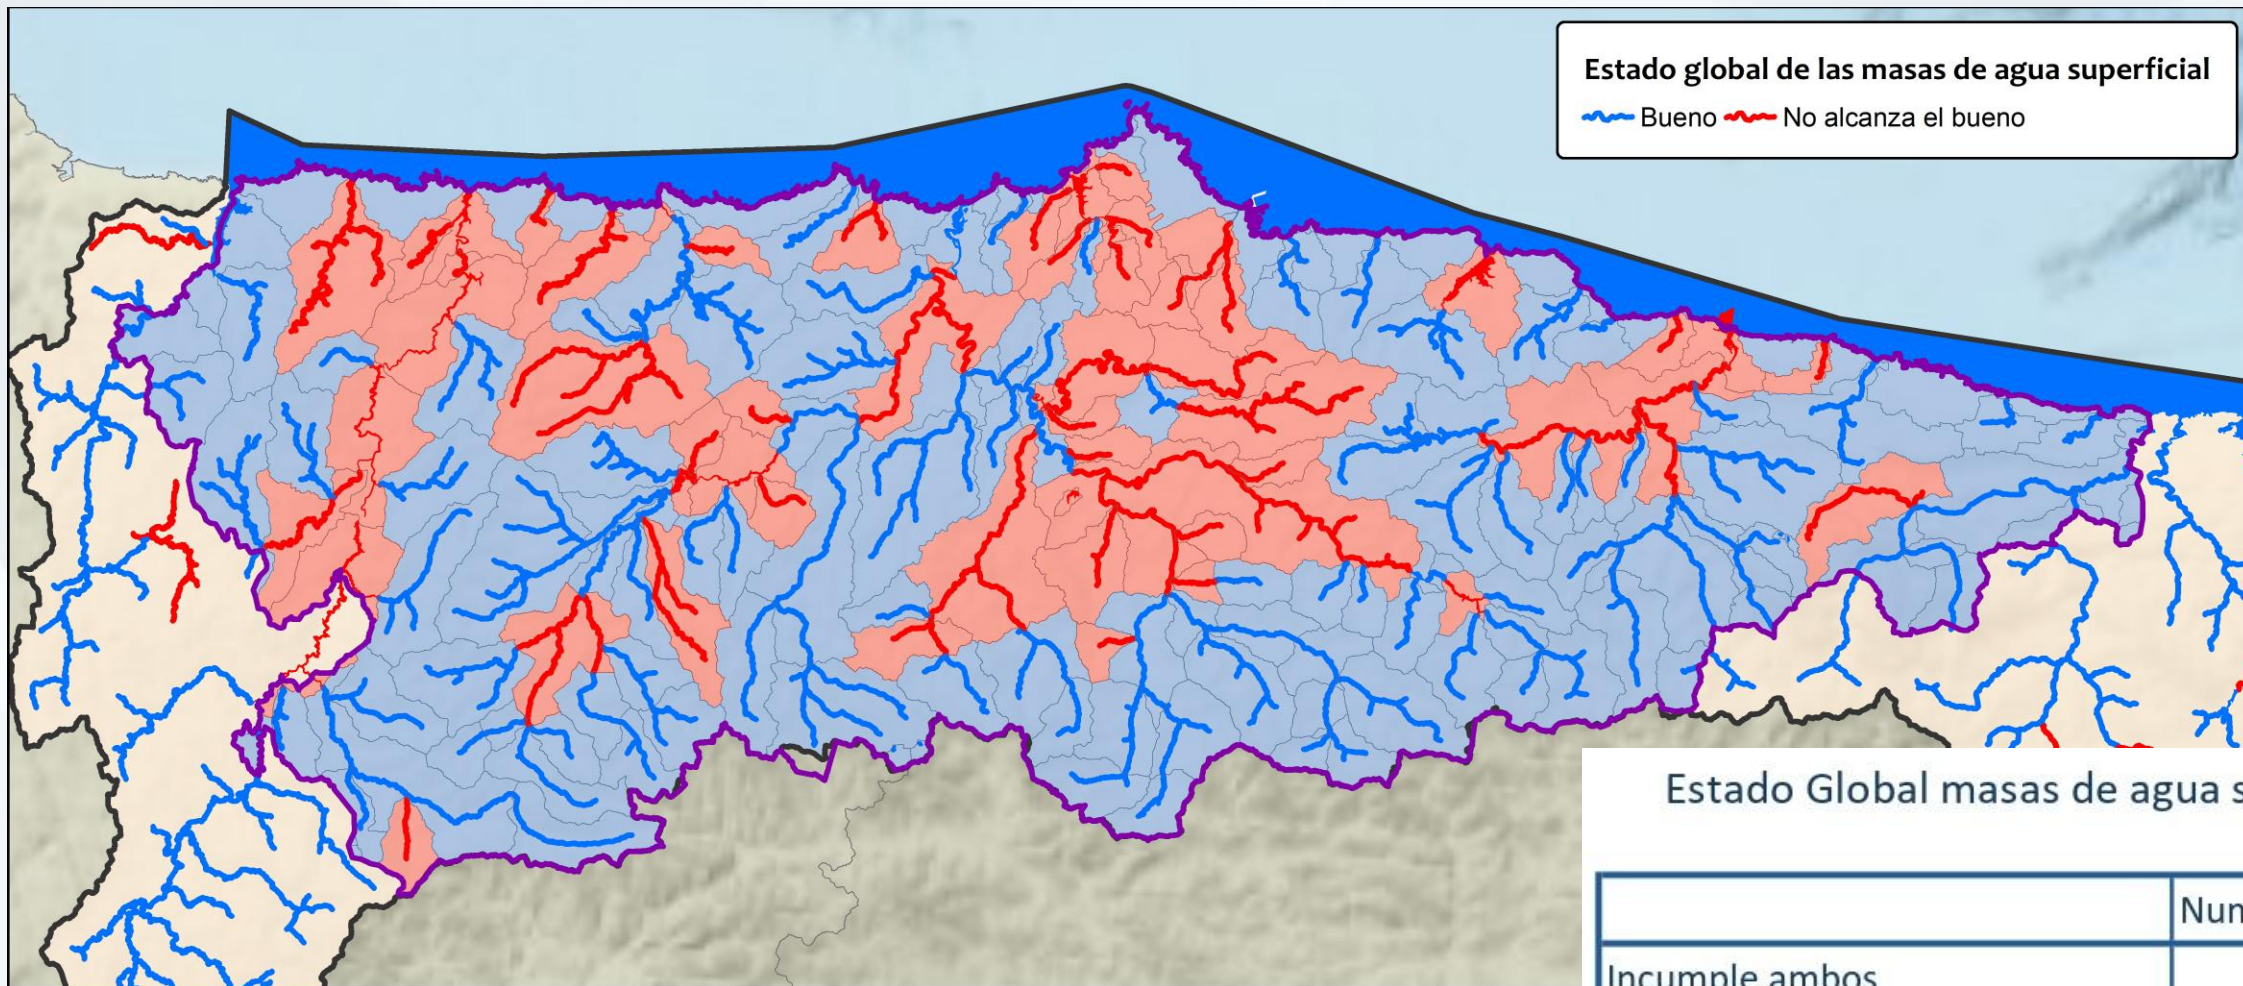 Estado global de las masas de agua superficial
Bueno No alcanza el bueno
Estado Global masas de agua
Incumple ambos